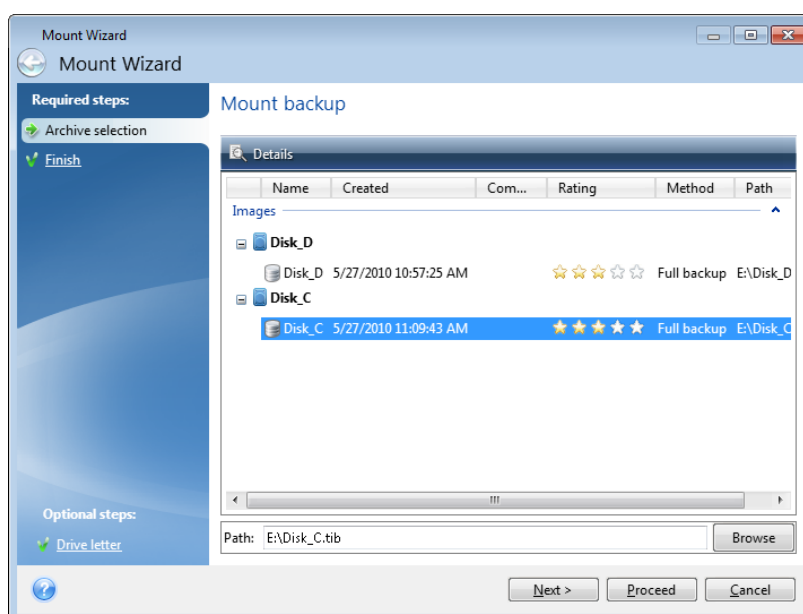 Mount Wizard
Mount Wizard
Required steps:
Archive selection
Finish
Mount backup
Details
Name Created Com... Rating Method Path
Images
Disk_D
Disk_D 5/27/2010 10:57:25 AM Full backup E:\Disk_D
Disk_C
Disk_C 5/27/2010 11:09:43 AM Full backup E:\Disk_C
Optional steps:
Drive letter
Path: E:\Disk_C.tib Browse
Next > Proceed Cancel